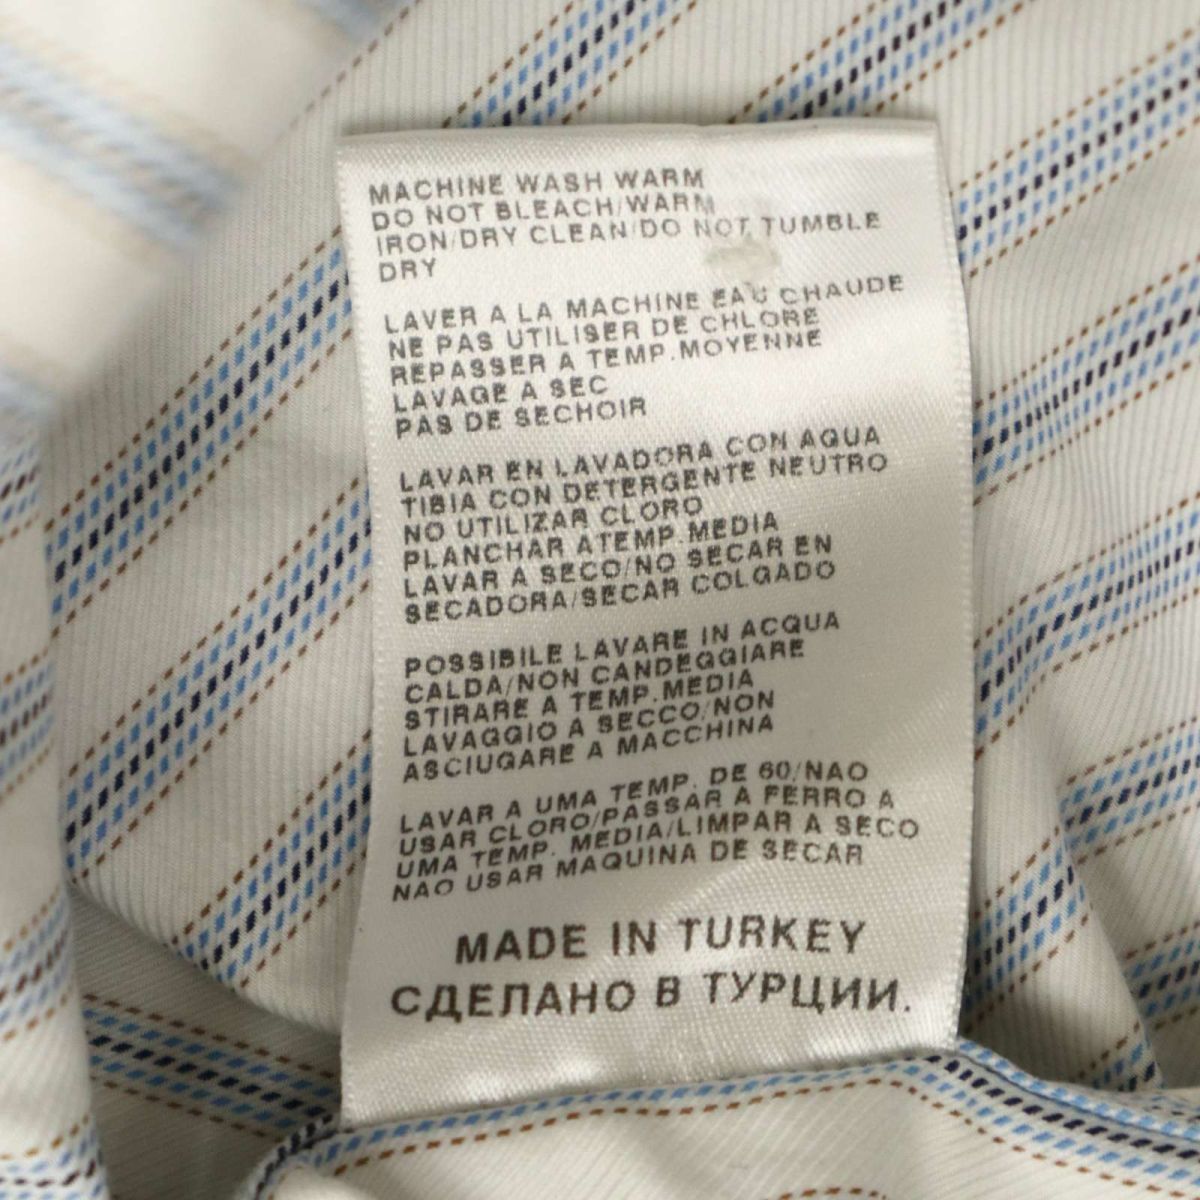 MACHINE WASH WARM
DO NOT BLEACH/WARM
IRON/DRY CLEAN/DO NOT TUMBLE
DRY
LAVER A LA MACHINE EAU CHAUDE
NE PAS UTILISER DE CHLORE
REPASSER A TEMP.MOYENNE
LAVAGE A SEC
PAS DE SECHOIR
LAVAR EN LAVADORA CON AQUA
TIBIA CON DETERGENTE NEUTRO
NO UTILIZAR CLORO
PLANCHAR ATEMP.MEDIA
LAVAR A SECO/NO SECAR EN
SECADORA/SECAR COLGADO
POSSIBILE LAVARE IN ACQUA
CALDA/NON CANDEGGIARE
STIRARE A TEMP.MEDIA
LAVAGGIO A SECCO/NON
ASCIUGARE A MACCHINA
LAVAR A UMA TEMP. DE 60/NAO
USAR CLORO/PASSAR A FERRO A
UMA TEMP. MEDIA/LIMPAR A SECO
NAO USAR MAQUINA DE SECAR
MADE IN TURKEY
СДЕЛАНО В ТУРЦИИ.